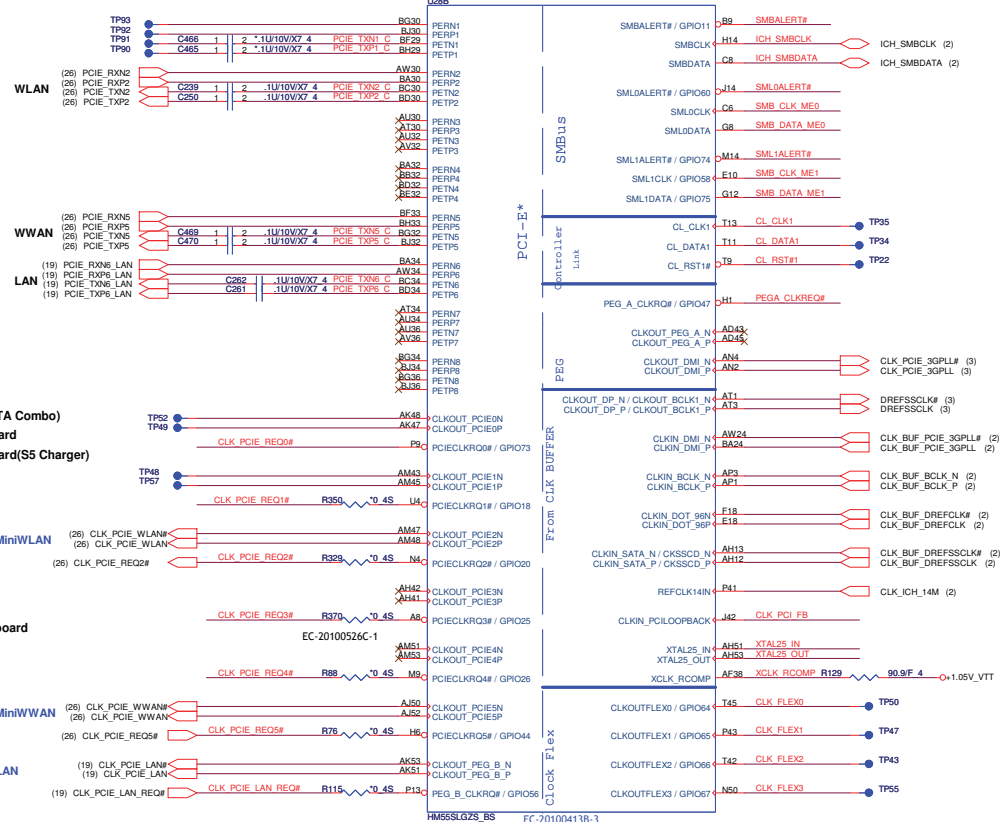 U28B
TP93 BG30 PERN1
TP92 BJ30 PERP1
TP91 C466 1 2 *.1U/10V/X7_4 PCIE_TXN1_C BF29 PETN1
TP90 C465 1 2 *.1U/10V/X7_4 PCIE_TXP1_C BH29 PETP1
WLAN
(26) PCIE_RXN2 AW30 PERN2
(26) PCIE_RXP2 BA30 PERP2
(26) PCIE_TXN2 C239 1 2 .1U/10V/X7_4 PCIE_TXN2_C BC30 PETN2
(26) PCIE_TXP2 C250 1 2 .1U/10V/X7_4 PCIE_TXP2_C BD30 PETP2
AU30 PERN3
AT30 PERP3
AU32 PETN3
AV32 PETP3
BA32 PERN4
BB32 PERP4
BD32 PETN4
BE32 PETP4
WWAN
(26) PCIE_RXN5 BF33 PERN5
(26) PCIE_RXP5 BH33 PERP5
(26) PCIE_TXN5 C469 1 2 .1U/10V/X7_4 PCIE_TXN5_C BG32 PETN5
(26) PCIE_TXP5 C470 1 2 .1U/10V/X7_4 PCIE_TXP5_C BJ32 PETP5
LAN
(19) PCIE_RXN6_LAN BA34 PERN6
(19) PCIE_RXP6_LAN AW34 PERP6
(19) PCIE_TXN6_LAN C262 .1U/10V/X7_4 PCIE_TXN6_C BC34 PETN6
(19) PCIE_TXP6_LAN C261 .1U/10V/X7_4 PCIE_TXP6_C BD34 PETP6
AT34 PERN7
AU34 PERP7
AU36 PETN7
AV36 PETP7
BG34 PERN8
BJ34 PERP8
BG36 PETN8
BJ36 PETP8
TA Combo)
ard
ard(S5 Charger)
TP52 AK48 CLKOUT_PCIE0N
TP49 AK47 CLKOUT_PCIE0P
CLK_PCIE_REQ0# P9 PCIECLKRQ0# / GPIO73
TP48 AM43 CLKOUT_PCIE1N
TP57 AM45 CLKOUT_PCIE1P
CLK_PCIE_REQ1# R350 *0_4S U4 PCIECLKRQ1# / GPIO18
MiniWLAN
(26) CLK_PCIE_WLAN# AM47 CLKOUT_PCIE2N
(26) CLK_PCIE_WLAN AM48 CLKOUT_PCIE2P
(26) CLK_PCIE_REQ2# CLK_PCIE_REQ2# R329 *0_4S N4 PCIECLKRQ2# / GPIO20
AH42 CLKOUT_PCIE3N
AH41 CLKOUT_PCIE3P
CLK_PCIE_REQ3# R370 *0_4S A8 PCIECLKRQ3# / GPIO25
oard
EC-20100526C-1
AM51 CLKOUT_PCIE4N
AM53 CLKOUT_PCIE4P
CLK_PCIE_REQ4# R88 *0_4S M9 PCIECLKRQ4# / GPIO26
MiniWWAN
(26) CLK_PCIE_WWAN# AJ50 CLKOUT_PCIE5N
(26) CLK_PCIE_WWAN AJ52 CLKOUT_PCIE5P
(26) CLK_PCIE_REQ5# CLK_PCIE_REQ5# R76 *0_4S H6 PCIECLKRQ5# / GPIO44
LAN
(19) CLK_PCIE_LAN# AK53 CLKOUT_PEG_B_N
(19) CLK_PCIE_LAN AK51 CLKOUT_PEG_B_P
(19) CLK_PCIE_LAN_REQ# CLK_PCIE_LAN_REQ# R115 *0_4S P13 PEG_B_CLKRQ# / GPIO56
HM55SLGZS_BS
EC-20100413B-3
PCI-E*
SMBus
Controller
Link
PEG
From CLK BUFFER
Clock Flex
SMBALERT# / GPIO11 B9 SMBALERT#
SMBCLK H14 ICH_SMBCLK ICH_SMBCLK (2)
SMBDATA C8 ICH_SMBDATA ICH_SMBDATA (2)
SML0ALERT# / GPIO60 J14 SML0ALERT#
SML0CLK C6 SMB_CLK_ME0
SML0DATA G8 SMB_DATA_ME0
SML1ALERT# / GPIO74 M14 SML1ALERT#
SML1CLK / GPIO58 E10 SMB_CLK_ME1
SML1DATA / GPIO75 G12 SMB_DATA_ME1
CL_CLK1 T13 CL_CLK1 TP35
CL_DATA1 T11 CL_DATA1 TP34
CL_RST1# T9 CL_RST#1 TP22
PEG_A_CLKRQ# / GPIO47 H1 PEGA_CLKREQ#
CLKOUT_PEG_A_N AD43
CLKOUT_PEG_A_P AD45
CLKOUT_DMI_N AN4 CLK_PCIE_3GPLL# (3)
CLKOUT_DMI_P AN2 CLK_PCIE_3GPLL (3)
CLKOUT_DP_N / CLKOUT_BCLK1_N AT1 DREFSSCLK# (3)
CLKOUT_DP_P / CLKOUT_BCLK1_P AT3 DREFSSCLK (3)
CLKIN_DMI_N AW24 CLK_BUF_PCIE_3GPLL# (2)
CLKIN_DMI_P BA24 CLK_BUF_PCIE_3GPLL (2)
CLKIN_BCLK_N AP3 CLK_BUF_BCLK_N (2)
CLKIN_BCLK_P AP1 CLK_BUF_BCLK_P (2)
CLKIN_DOT_96N F18 CLK_BUF_DREFCLK# (2)
CLKIN_DOT_96P E18 CLK_BUF_DREFCLK (2)
CLKIN_SATA_N / CKSSCD_N AH13 CLK_BUF_DREFSSCLK# (2)
CLKIN_SATA_P / CKSSCD_P AH12 CLK_BUF_DREFSSCLK (2)
REFCLK14IN P41 CLK_ICH_14M (2)
CLKIN_PCILOOPBACK J42 CLK_PCI_FB
XTAL25_IN AH51 XTAL25_IN
XTAL25_OUT AH53 XTAL25_OUT
XCLK_RCOMP AF38 XCLK_RCOMP R129 90.9/F_4 +1.05V_VTT
CLKOUTFLEX0 / GPIO64 T45 CLK_FLEX0 TP50
CLKOUTFLEX1 / GPIO65 P43 CLK_FLEX1 TP47
CLKOUTFLEX2 / GPIO66 T42 CLK_FLEX2 TP43
CLKOUTFLEX3 / GPIO67 N50 CLK_FLEX3 TP55